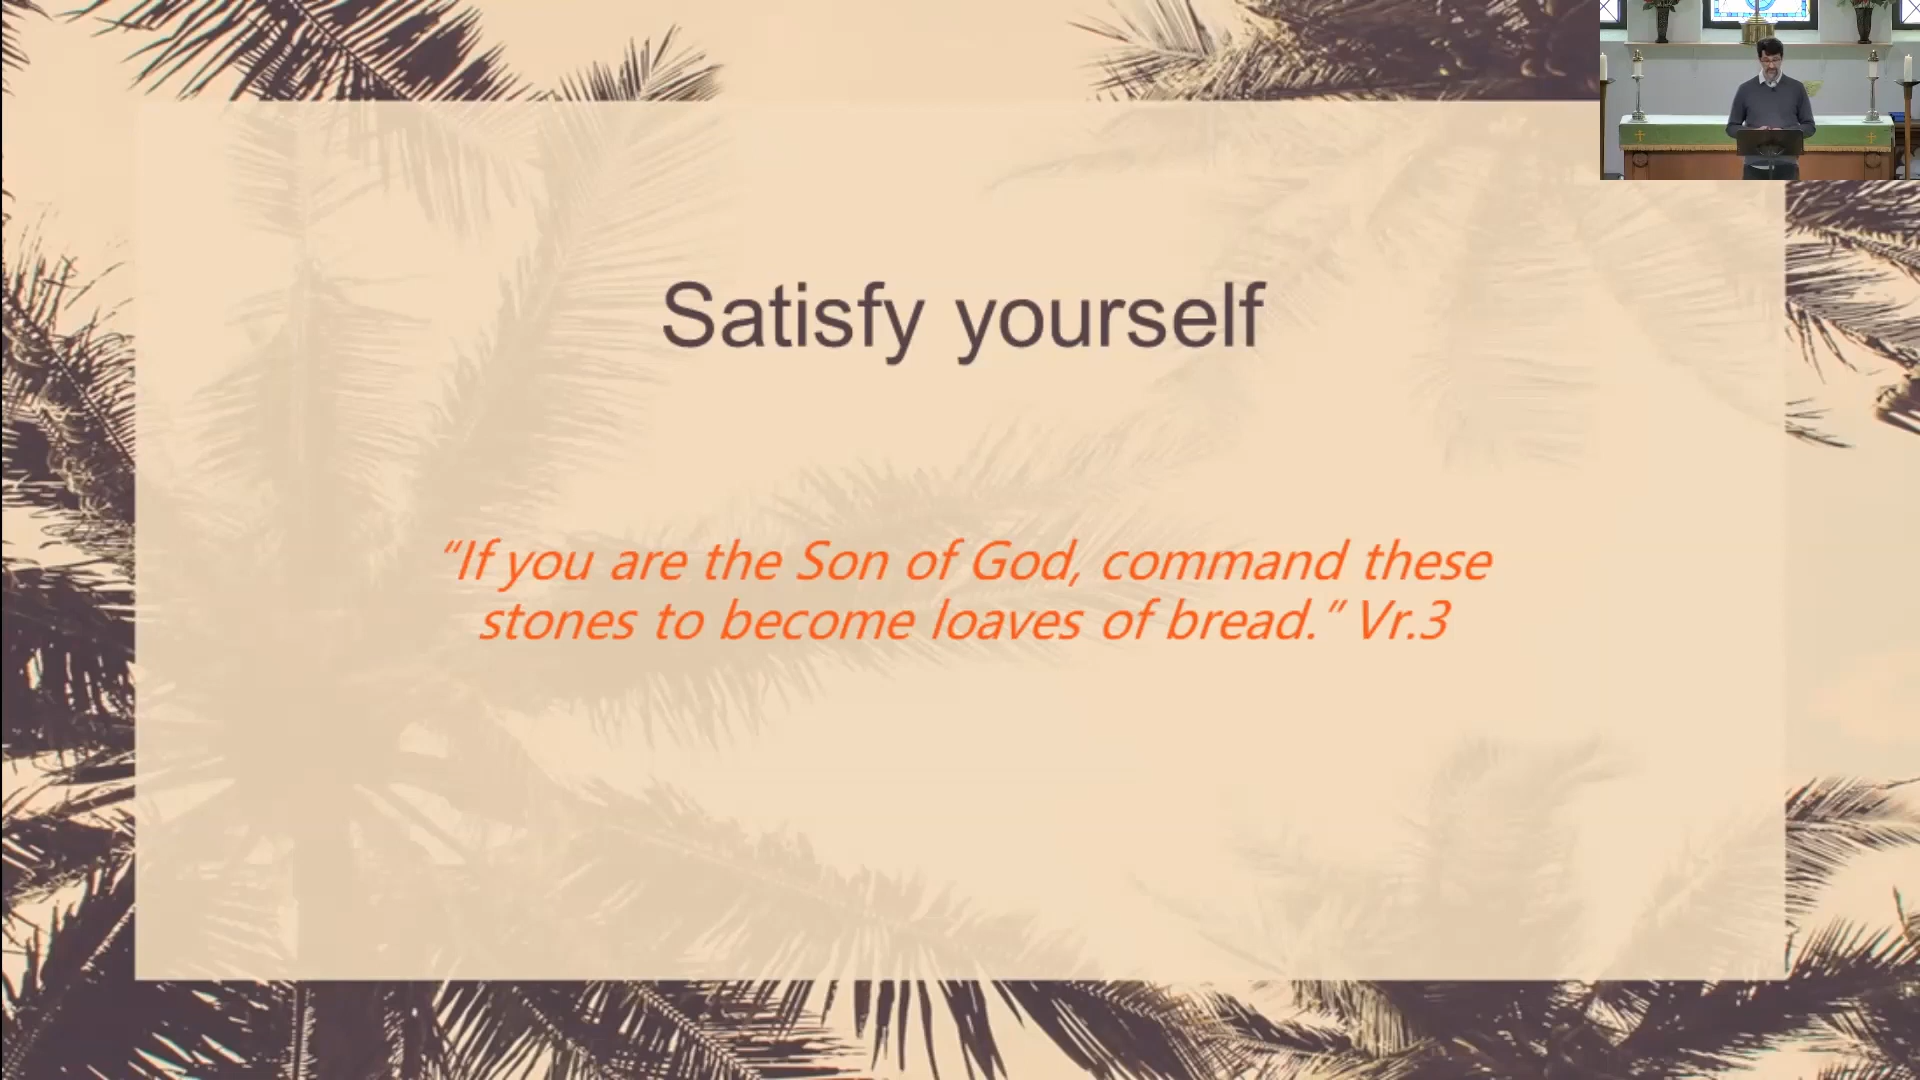 Satisfy yourself
“If you are the Son of God, command these
stones to become loaves of bread.” Vr.3